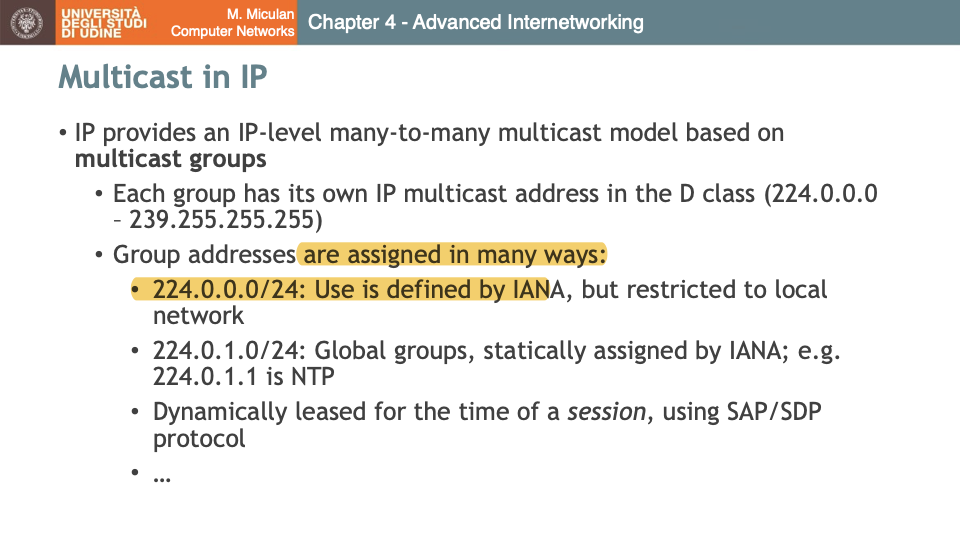 UNIVERSITÀ
DEGLI STUDI
DI UDINE
M. Miculan
Computer Networks
Chapter 4 - Advanced Internetworking
Multicast in IP
• IP provides an IP-level many-to-many multicast model based on
multicast groups
• Each group has its own IP multicast address in the D class (224.0.0.0
– 239.255.255.255)
• Group addresses are assigned in many ways:
• 224.0.0.0/24: Use is defined by IANA, but restricted to local
network
• 224.0.1.0/24: Global groups, statically assigned by IANA; e.g.
224.0.1.1 is NTP
• Dynamically leased for the time of a session, using SAP/SDP
protocol
• …